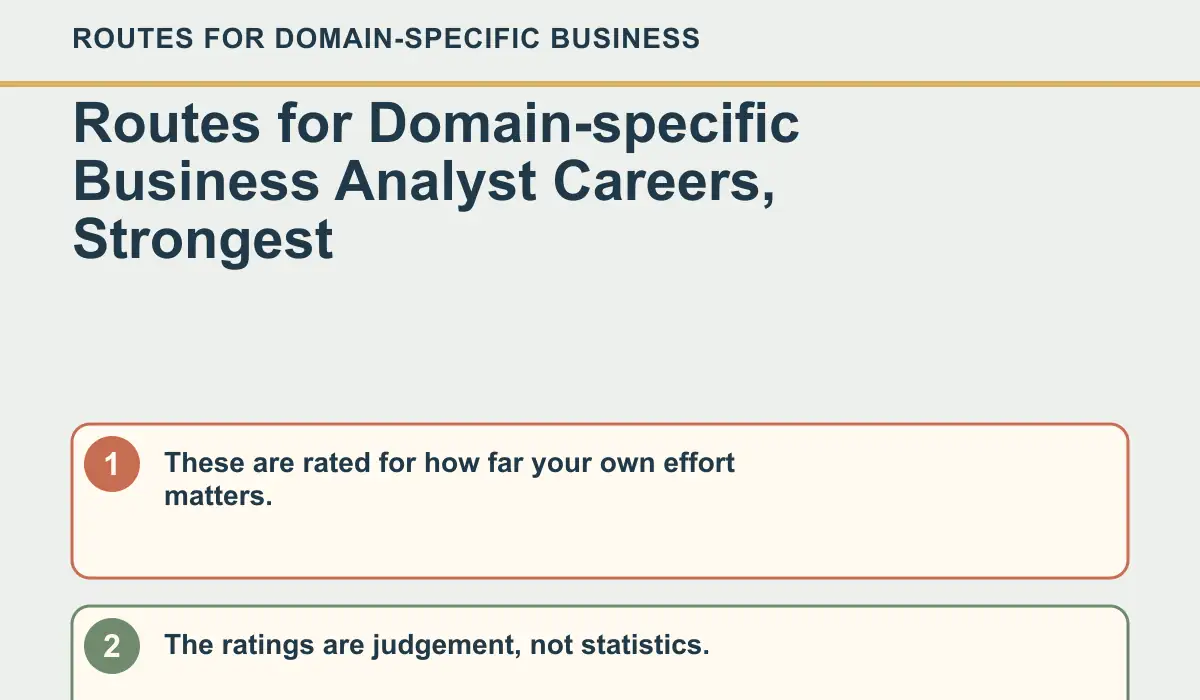 ROUTES FOR DOMAIN-SPECIFIC BUSINESS
Routes for Domain-specific
Business Analyst Careers,
Strongest
1
These are rated for how far your own effort
matters.
2
The ratings are judgement, not statistics.